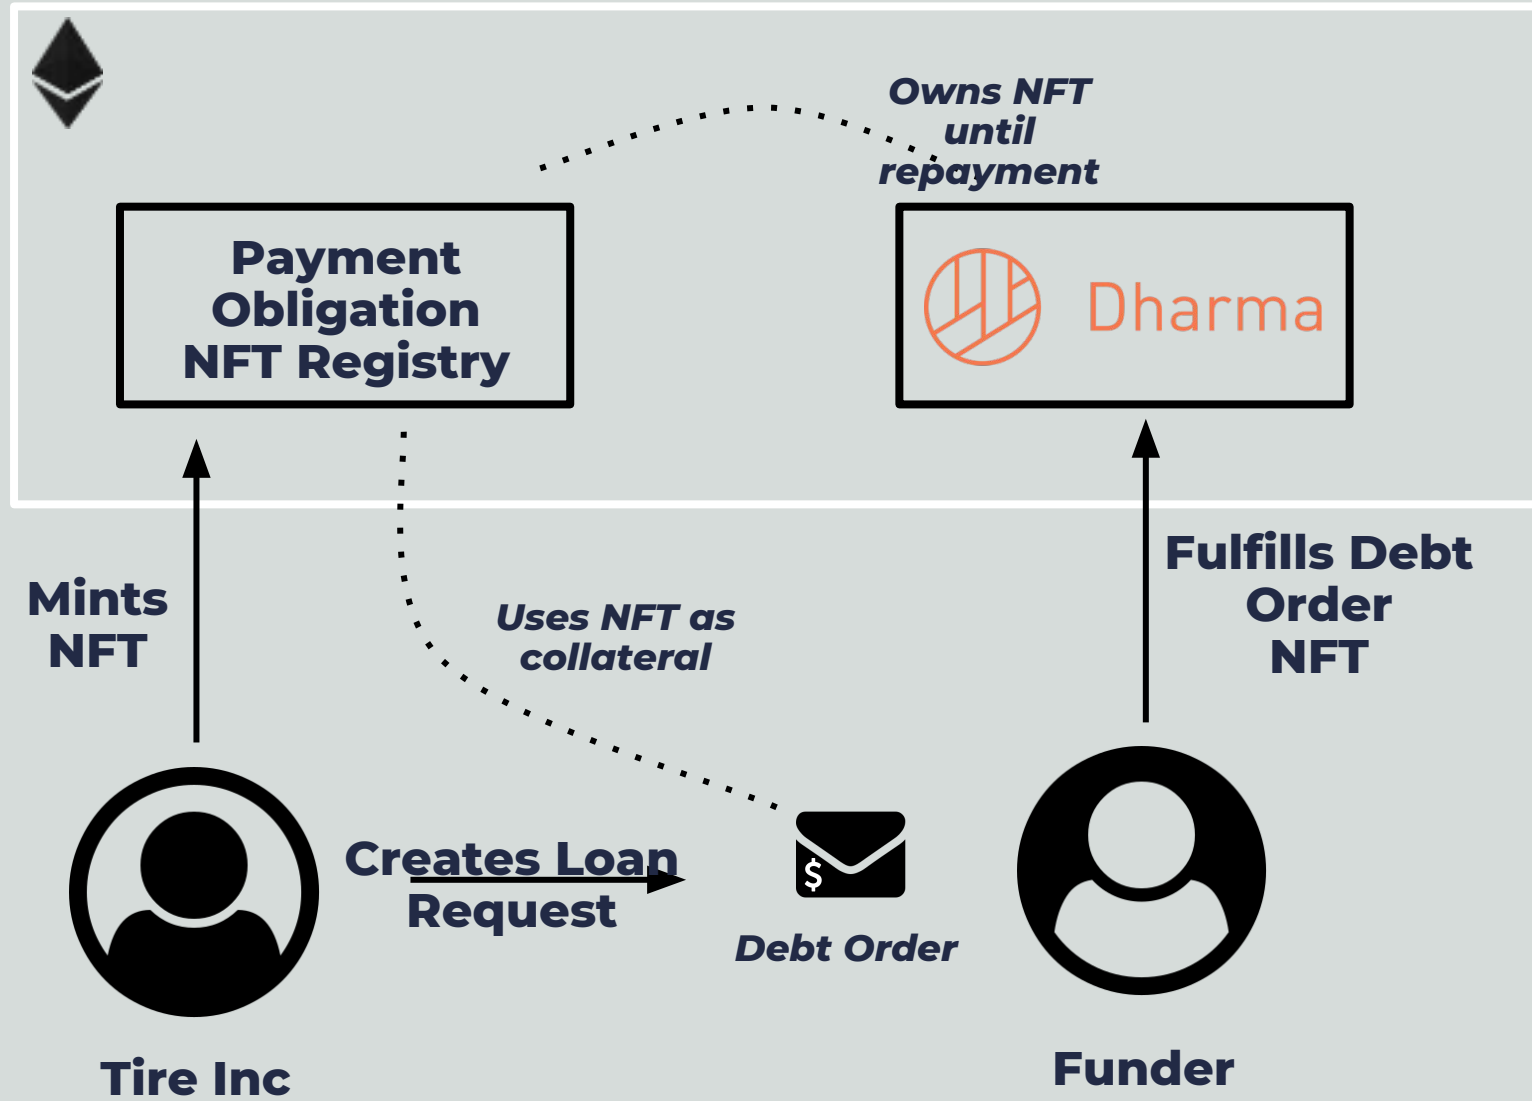 Owns NFT
until
repayment
Payment
Obligation
NFT Registry
Dharma
Mints
NFT
Uses NFT as
collateral
Fulfills Debt
Order
NFT
Creates Loan
Request
$
Debt Order
Tire Inc
Funder